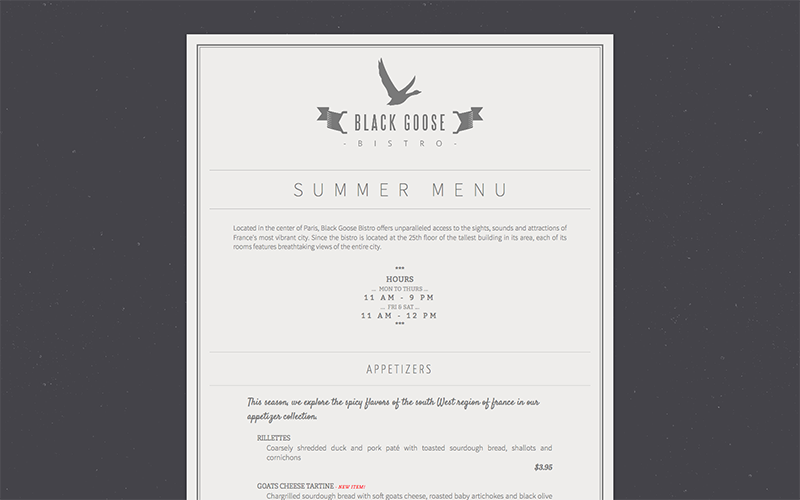 BLACK GOOSE
- BISTRO -
SUMMER MENU
Located in the center of Paris, Black Goose Bistro offers unparalleled access to the sights, sounds and attractions of
France's most vibrant city. Since the bistro is located at the 25th floor of the tallest building in its area, each of its
rooms features breathtaking views of the entire city.
***
HOURS
... MON TO THURS ...
11 AM - 9 PM
... FRI & SAT ...
11 AM - 12 PM
***
APPETIZERS
This season, we explore the spicy flavors of the south West region of france in our
appetizer collection.
RILLETTES
Coarsely shredded duck and pork paté with toasted sourdough bread, shallots and
cornichons
$3.95
GOATS CHEESE TARTINE - NEW ITEM!
Chargrilled sourdough bread with soft goats cheese, roasted baby artichokes and black olive